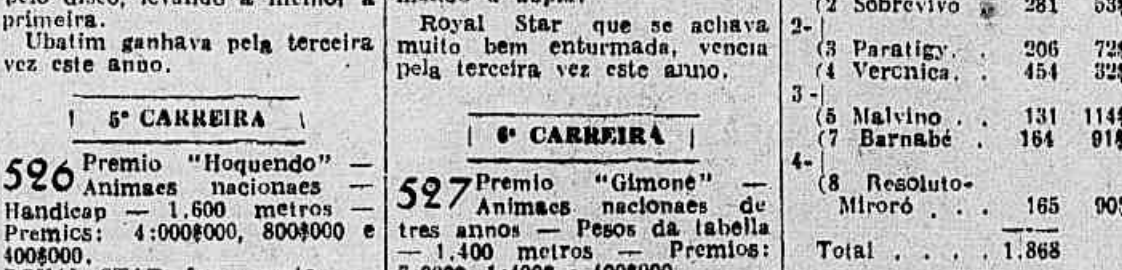 primeira.
Ubatim ganhava pela terceira
vez este anno.
5ª CARREIRA
526 Premio "Hoquendo" —
Animaes nacionaes —
Handicap — 1.600 metros —
Premics: 4:000$000, 800$000 e
400$000.
Royal Star que se achava
muito bem enturmada, vencia
pela terceira vez este anno.
6ª CARREIRA
527 Premio "Gimoné" —
Animaes nacionaes de
tres annos — Pesos da tabella
— 1.400 metros — Premios:
(2 Sobrevivo 281
2-
(3 Paratigy. . 206
(4 Veronica. . 454
3 -
(5 Malvino . . 131
(7 Barnabé . 164
4-
(8 Resoluto-
Miroró . . . 165
Total . . . . 1.868